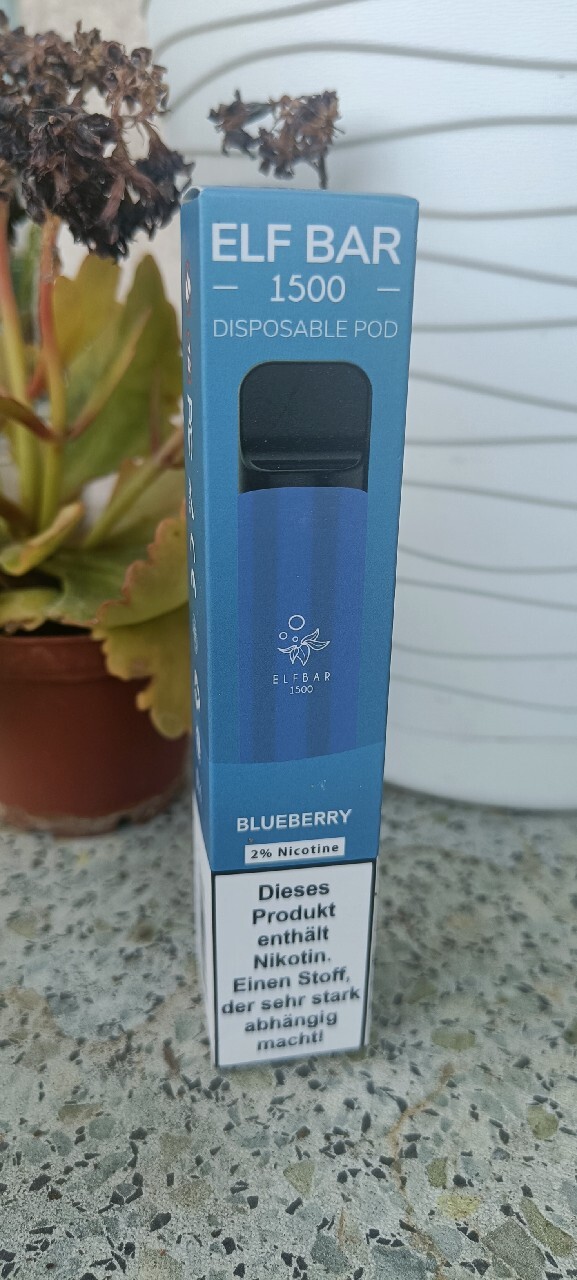 ELF BAR
— 1500 —
DISPOSABLE POD
ELFBAR
1500
BLUEBERRY
2% Nicotine
Dieses
Produkt
enthält
Nikotin.
Einen Stoff,
der sehr stark
abhängig
macht!